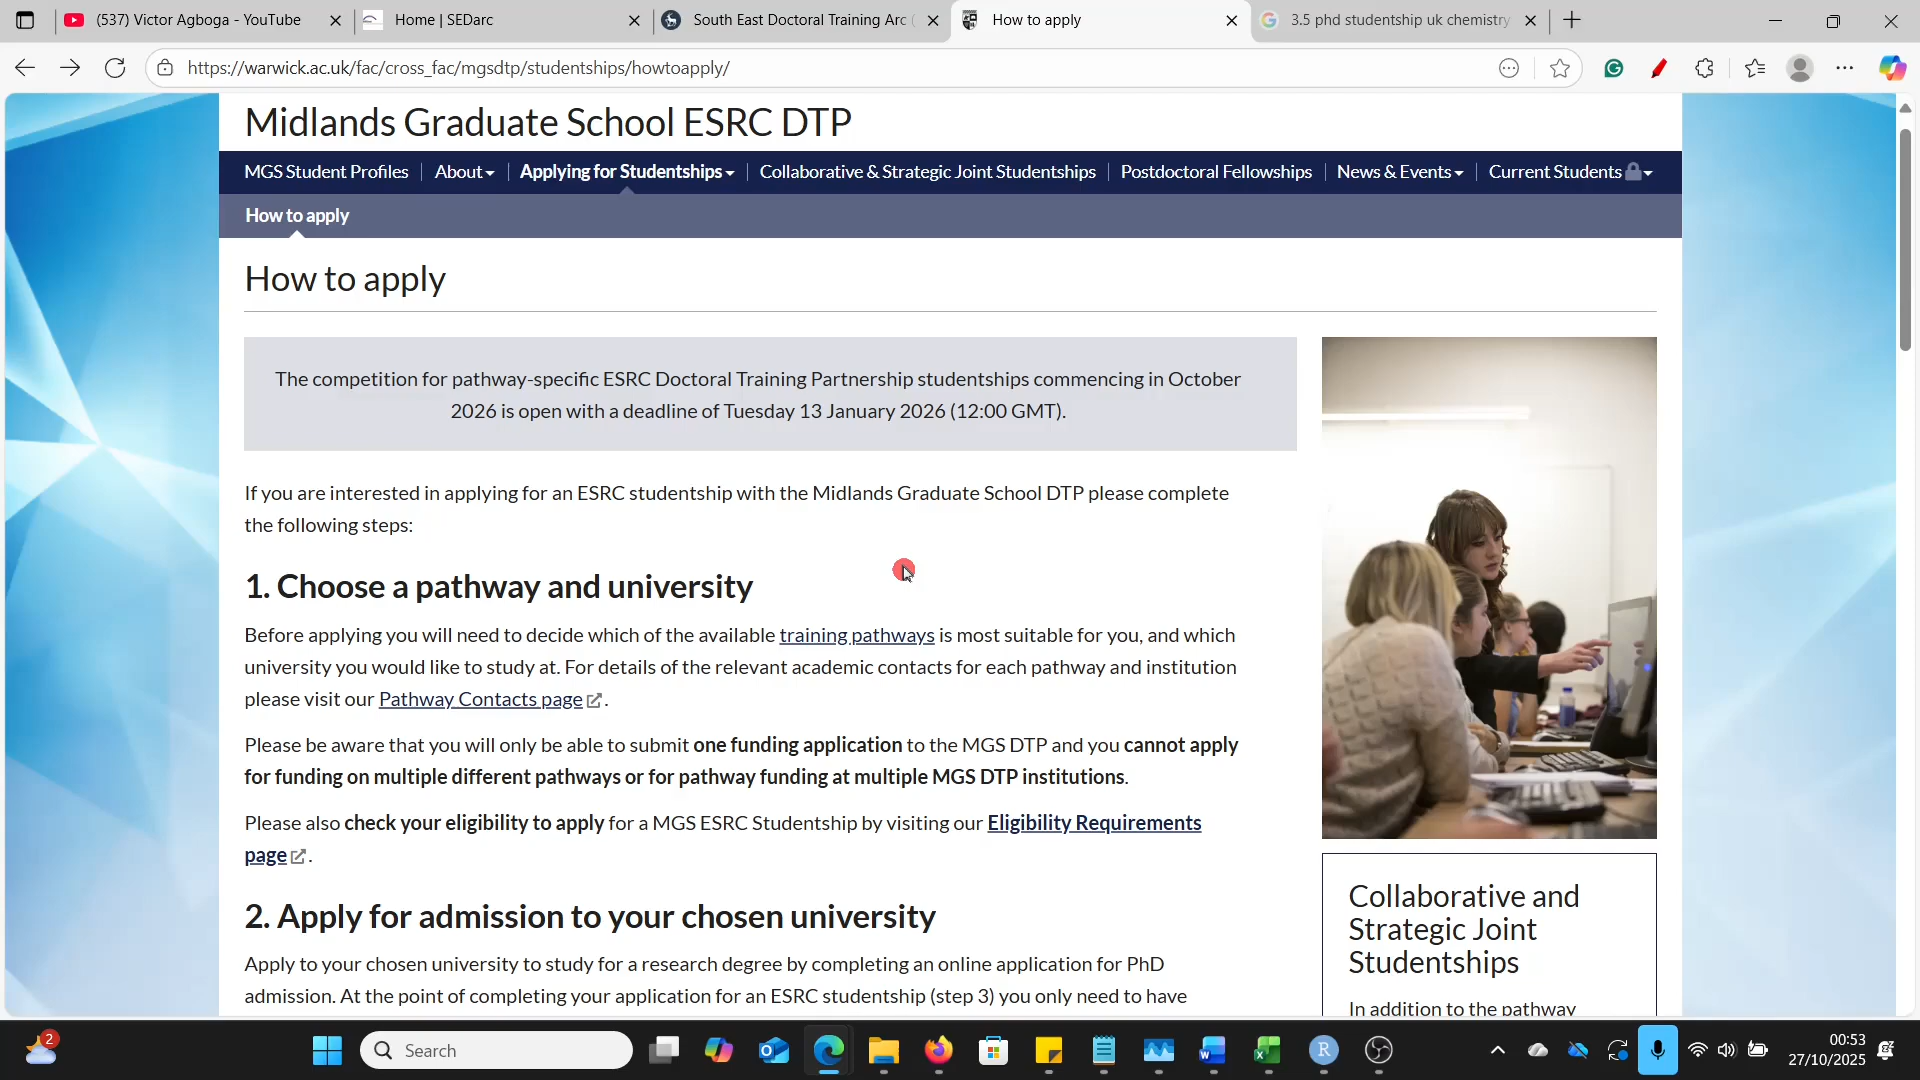 (537) Victor Agboga - YouTube
Home | SEDarc
South East Doctoral Training Arc (
How to apply
3.5 phd studentship uk chemistry
https://warwick.ac.uk/fac/cross_fac/mgsdtp/studentships/howtoapply/
Midlands Graduate School ESRC DTP
MGS Student Profiles
About
Applying for Studentships
Collaborative & Strategic Joint Studentships
Postdoctoral Fellowships
News & Events
Current Students
How to apply
How to apply
The competition for pathway-specific ESRC Doctoral Training Partnership studentships commencing in October
2026 is open with a deadline of Tuesday 13 January 2026 (12:00 GMT).
If you are interested in applying for an ESRC studentship with the Midlands Graduate School DTP please complete
the following steps:
1. Choose a pathway and university
Before applying you will need to decide which of the available training pathways is most suitable for you, and which
university you would like to study at. For details of the relevant academic contacts for each pathway and institution
please visit our Pathway Contacts page.
Please be aware that you will only be able to submit one funding application to the MGS DTP and you cannot apply
for funding on multiple different pathways or for pathway funding at multiple MGS DTP institutions.
Please also check your eligibility to apply for a MGS ESRC Studentship by visiting our Eligibility Requirements
page.
2. Apply for admission to your chosen university
Apply to your chosen university to study for a research degree by completing an online application for PhD
admission. At the point of completing your application for an ESRC studentship (step 3) you only need to have
Collaborative and
Strategic Joint
Studentships
In addition to the pathway
2
Search
00:53
27/10/2025